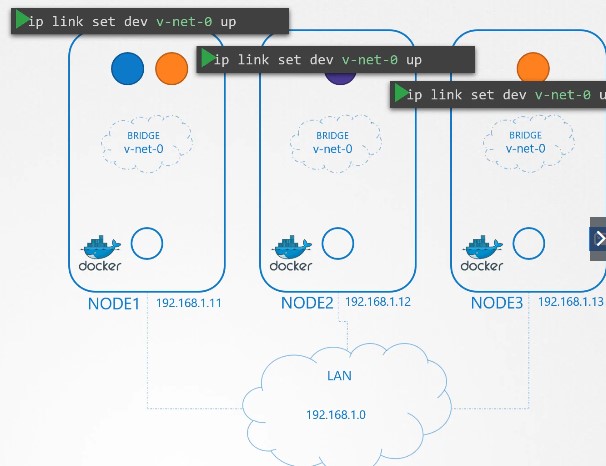 ip link set dev v-net-0 up
ip link set dev v-net-0 up
ip link set dev v-net-0 u
BRIDGE
v-net-0
BRIDGE
v-net-0
BRIDGE
v-net-0
docker
docker
docker
NODE1 192.168.1.11
NODE2 192.168.1.12
NODE3 192.168.1.13
LAN
192.168.1.0